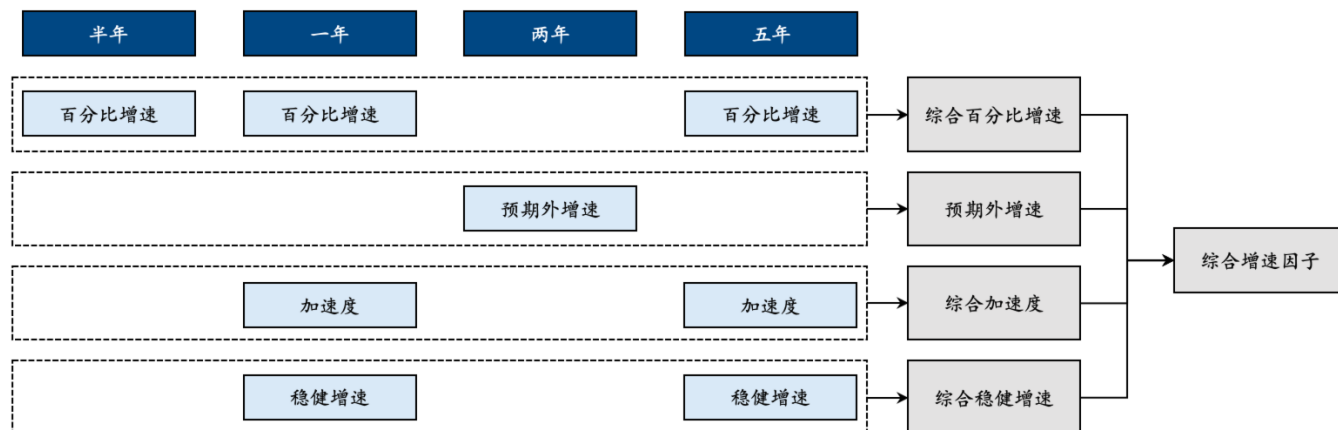 半年 一年 两年 五年
百分比增速 百分比增速 百分比增速 综合百分比增速
预期外增速 预期外增速
综合增速因子
加速度 加速度 综合加速度
稳健增速 稳健增速 综合稳健增速